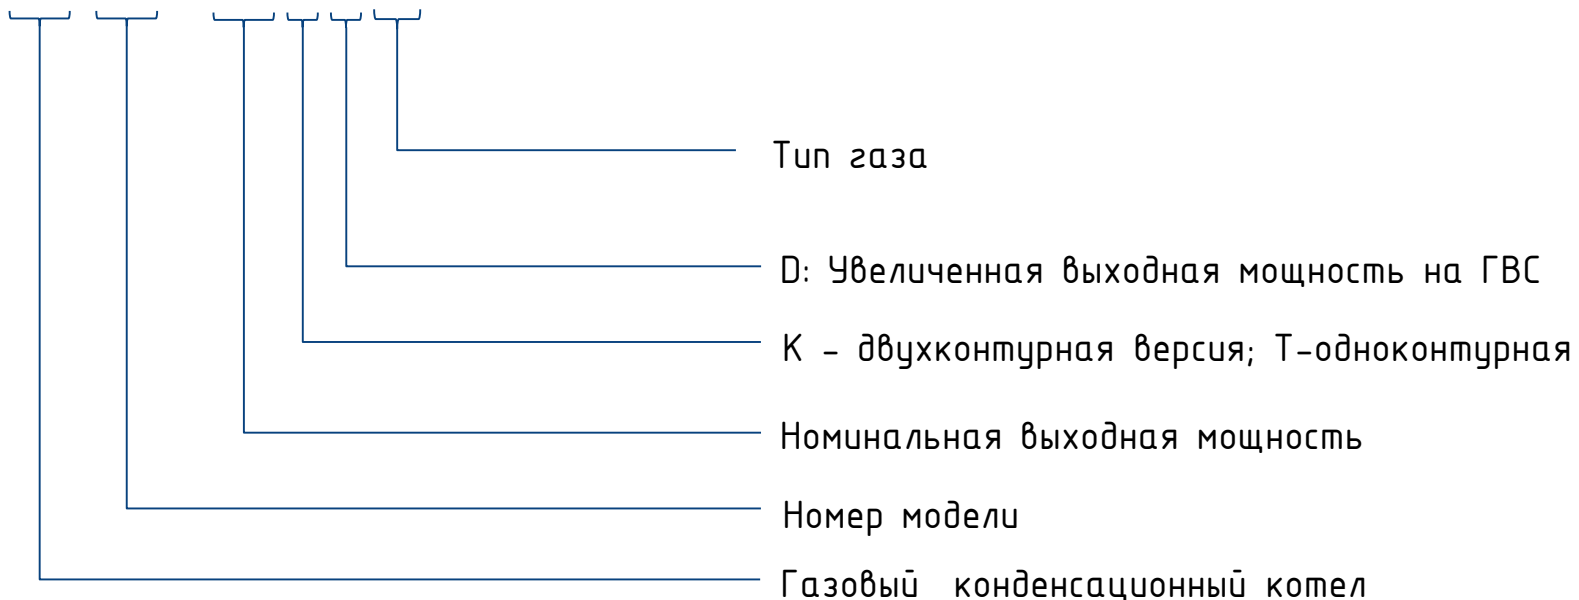 Тип газа
D: Увеличенная выходная мощность на ГВС
К - двухконтурная версия; Т-одноконтурная
Номинальная выходная мощность
Номер модели
Газовый конденсационный котел